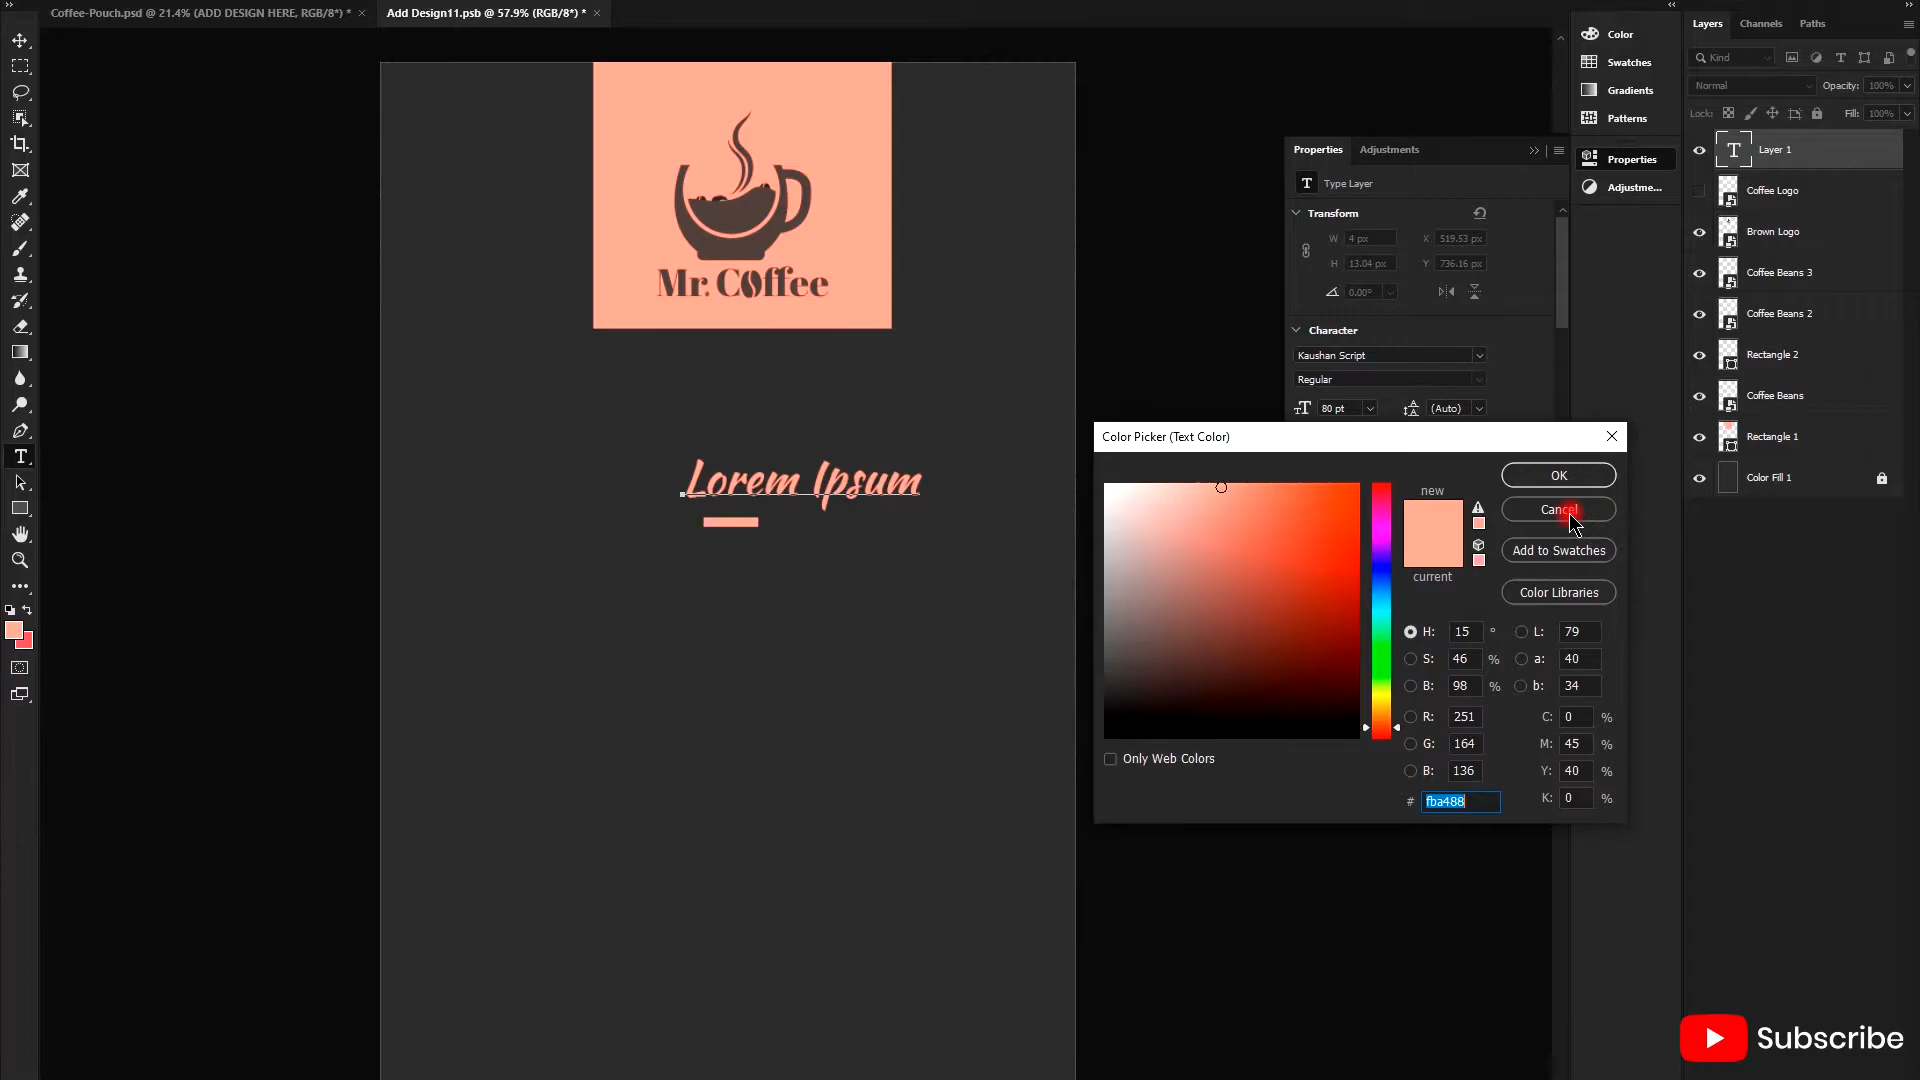 Coffee-Pouch.psd @ 21.4% (ADD DESIGN HERE, RGB/8*) * ×
Add Design11.psb @ 57.9% (RGB/8*) * ×
Mr. Coffee
Lorem Ipsum
Color
Swatches
Gradients
Patterns
Properties
Adjustme...
Properties Adjustments
T Type Layer
Transform
W 4 px X 519.53 px
H 13.04 px Y 736.16 px
0.00°
Character
Kaushan Script
Regular
80 pt (Auto)
Color Picker (Text Color)
new
current
OK
Cancel
Add to Swatches
Color Libraries
H: 15 ° L: 79
S: 46 % a: 40
B: 98 % b: 34
R: 251 C: 0 %
G: 164 M: 45 %
B: 136 Y: 40 %
# fba488 K: 0 %
Only Web Colors
Layers Channels Paths
Kind
Normal Opacity: 100%
Lock: Fill: 100%
T Layer 1
Coffee Logo
Brown Logo
Coffee Beans 3
Coffee Beans 2
Rectangle 2
Coffee Beans
Rectangle 1
Color Fill 1
Subscribe